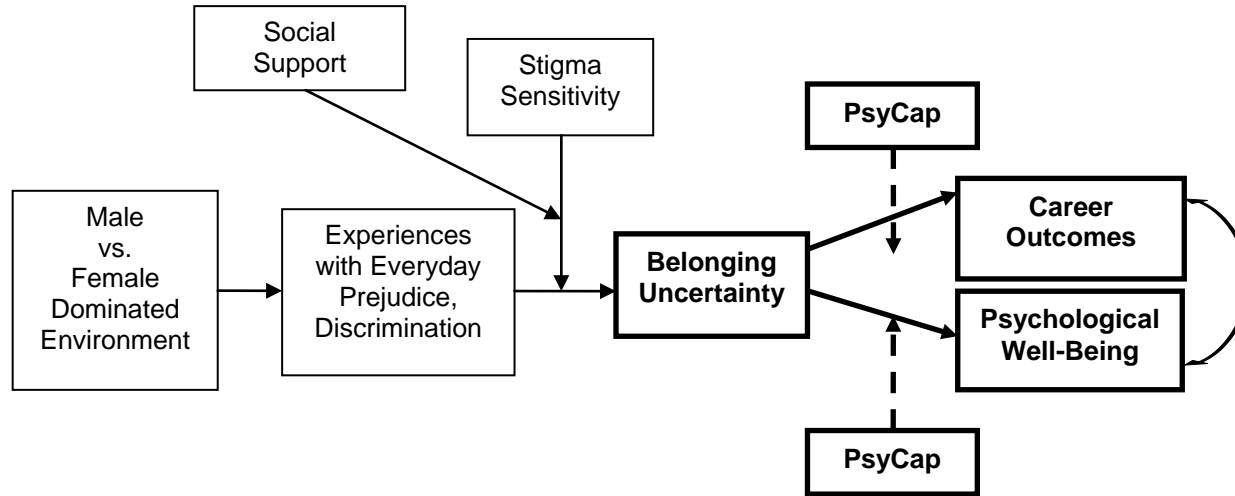 Social
Support
Stigma
Sensitivity
PsyCap
Male
vs.
Female
Dominated
Environment
Experiences
with Everyday
Prejudice,
Discrimination
Belonging
Uncertainty
Career
Outcomes
Psychological
Well-Being
PsyCap